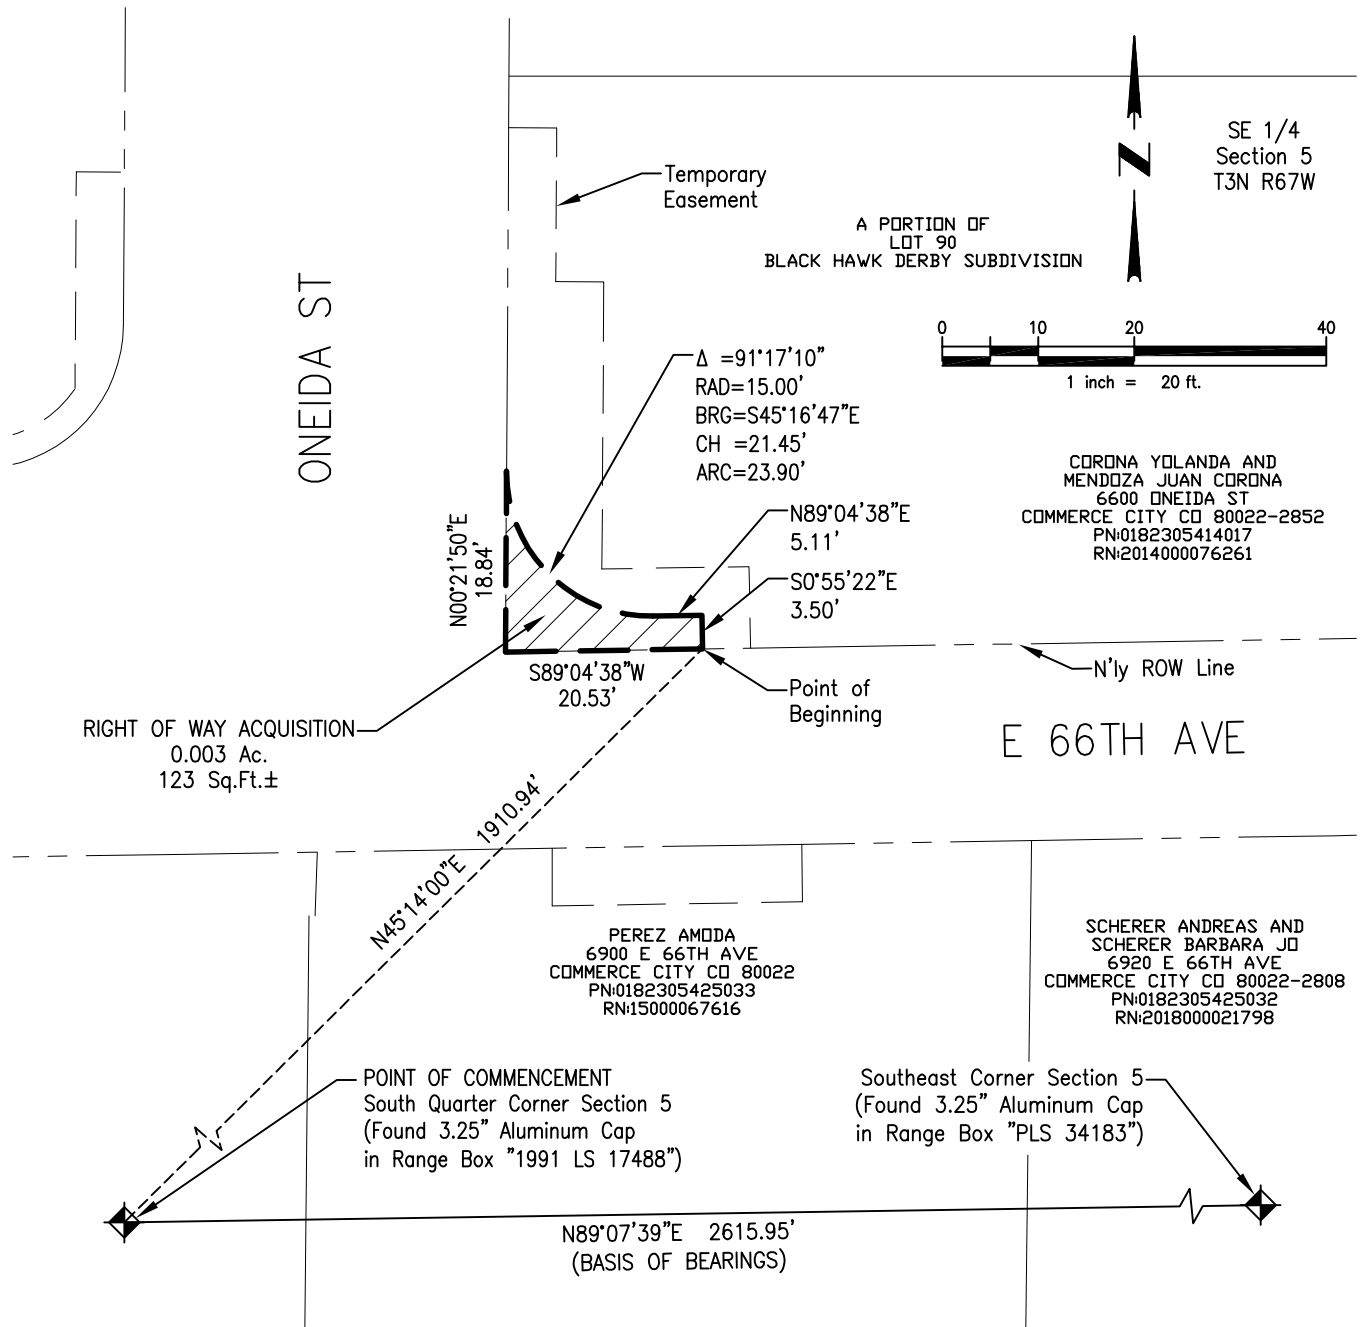 SE 1/4
Section 5
T3N R67W
N
Temporary
Easement
A PORTION OF
LOT 90
BLACK HAWK DERBY SUBDIVISION
ONEIDA ST
0 10 20 40
1 inch = 20 ft.
Δ =91°17'10"
RAD=15.00'
BRG=S45°16'47"E
CH =21.45'
ARC=23.90'
CORONA YOLANDA AND
MENDOZA JUAN CORONA
6600 ONEIDA ST
COMMERCE CITY CO 80022-2852
PN:0182305414017
RN:2014000076261
N89°04'38"E
5.11'
N00°21'50"E
18.84'
S0°55'22"E
3.50'
S89°04'38"W
20.53'
N'ly ROW Line
Point of
Beginning
RIGHT OF WAY ACQUISITION
0.003 Ac.
123 Sq.Ft.±
E 66TH AVE
N45°14'00"E 1910.94'
PEREZ AMODA
6900 E 66TH AVE
COMMERCE CITY CO 80022
PN:0182305425033
RN:15000067616
SCHERER ANDREAS AND
SCHERER BARBARA JO
6920 E 66TH AVE
COMMERCE CITY CO 80022-2808
PN:0182305425032
RN:2018000021798
POINT OF COMMENCEMENT
South Quarter Corner Section 5
(Found 3.25" Aluminum Cap
in Range Box "1991 LS 17488")
Southeast Corner Section 5
(Found 3.25" Aluminum Cap
in Range Box "PLS 34183")
N89°07'39"E 2615.95'
(BASIS OF BEARINGS)